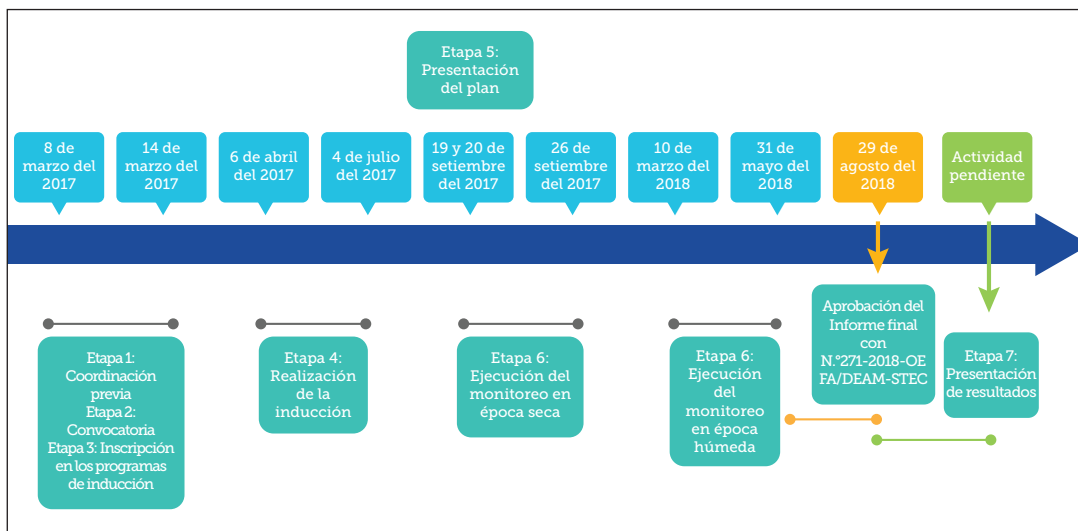 Etapa 5:
Presentación
del plan
8 de
marzo del
2017
14 de
marzo del
2017
6 de abril
del 2017
4 de julio
del 2017
19 y 20 de
setiembre
del 2017
26 de
setiembre
del 2017
10 de
marzo del
2018
31 de
mayo del
2018
29 de
agosto del
2018
Actividad
pendiente
Etapa 1:
Coordinación
previa
Etapa 2:
Convocatoria
Etapa 3: Inscripción
en los programas
de inducción
Etapa 4:
Realización
de la
inducción
Etapa 6:
Ejecución del
monitoreo en
época seca
Etapa 6:
Ejecución
del
monitoreo
en época
húmeda
Aprobación del
Informe final
con
N.°271-2018-OE
FA/DEAM-STEC
Etapa 7:
Presentación
de resultados